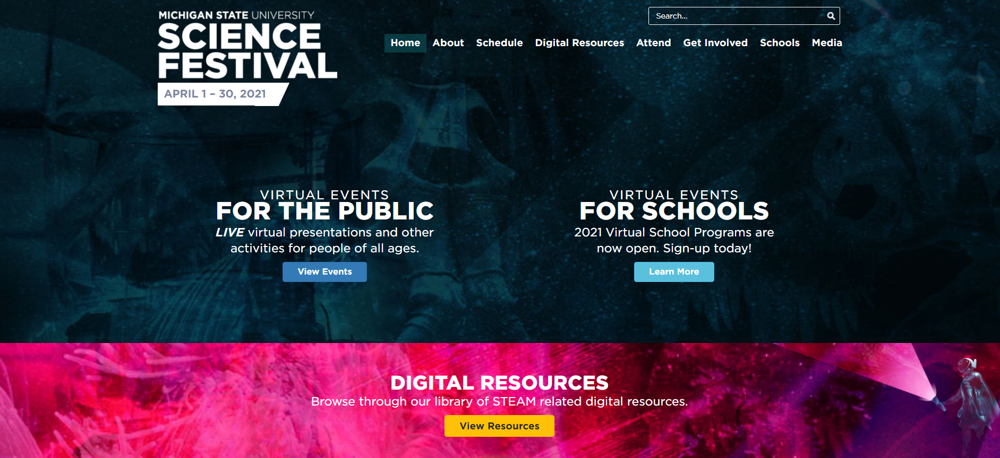 MICHIGAN STATE UNIVERSITY
SCIENCE
FESTIVAL
APRIL 1 – 30, 2021
Search...
Home About Schedule Digital Resources Attend Get Involved Schools Media
VIRTUAL EVENTS
FOR THE PUBLIC
LIVE virtual presentations and other
activities for people of all ages.
View Events
VIRTUAL EVENTS
FOR SCHOOLS
2021 Virtual School Programs are
now open. Sign-up today!
Learn More
DIGITAL RESOURCES
Browse through our library of STEAM related digital resources.
View Resources